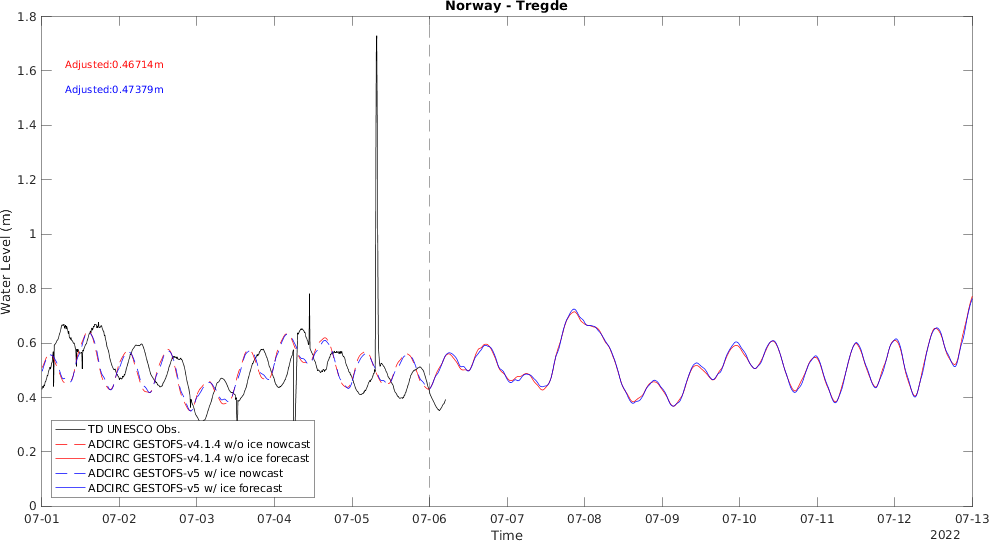 Norway - Tregde
1.8
1.6
1.4
1.2
1
0.8
0.6
0.4
0.2
0
Water Level (m)
Adjusted:0.46714m
Adjusted:0.47379m
TD UNESCO Obs.
ADCIRC GESTOFS-v4.1.4 w/o ice nowcast
ADCIRC GESTOFS-v4.1.4 w/o ice forecast
ADCIRC GESTOFS-v5 w/ ice nowcast
ADCIRC GESTOFS-v5 w/ ice forecast
07-01 07-02 07-03 07-04 07-05 07-06 07-07 07-08 07-09 07-10 07-11 07-12 07-13
Time
2022